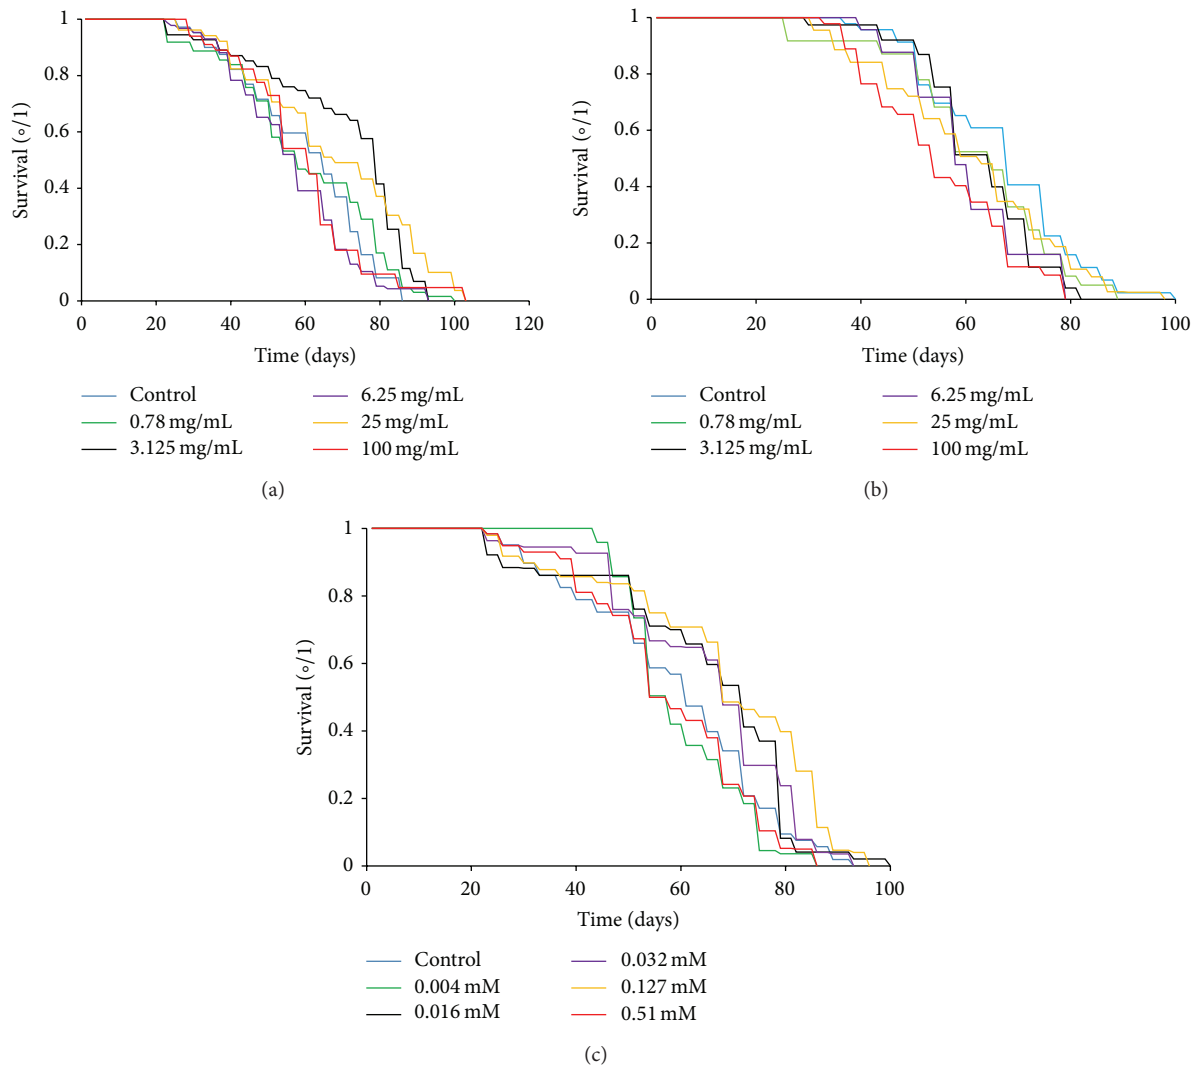 Survival (∘/1)
1
0.8
0.6
0.4
0.2
0
0 20 40 60 80 100 120
Time (days)
Control
0.78 mg/mL
3.125 mg/mL
6.25 mg/mL
25 mg/mL
100 mg/mL
(a)
Survival (∘/1)
1
0.8
0.6
0.4
0.2
0
0 20 40 60 80 100
Time (days)
Control
0.78 mg/mL
3.125 mg/mL
6.25 mg/mL
25 mg/mL
100 mg/mL
(b)
Survival (∘/1)
1
0.8
0.6
0.4
0.2
0
0 20 40 60 80 100
Time (days)
Control
0.004 mM
0.016 mM
0.032 mM
0.127 mM
0.51 mM
(c)